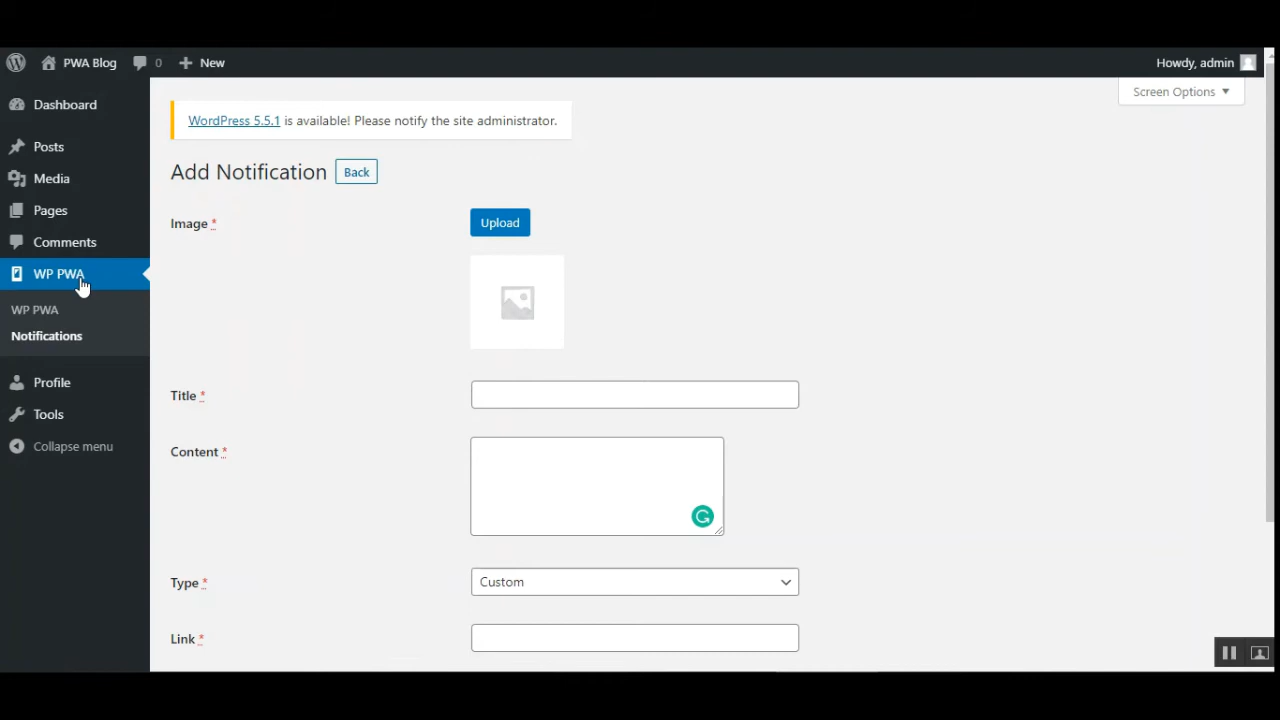 PWA Blog 0 New Howdy, admin
Screen Options
Dashboard
Posts
Media
Pages
Comments
WP PWA
WP PWA
Notifications
Profile
Tools
Collapse menu
WordPress 5.5.1 is available! Please notify the site administrator.
Add Notification Back
Image * Upload
Title *
Content *
Type * Custom
Link *